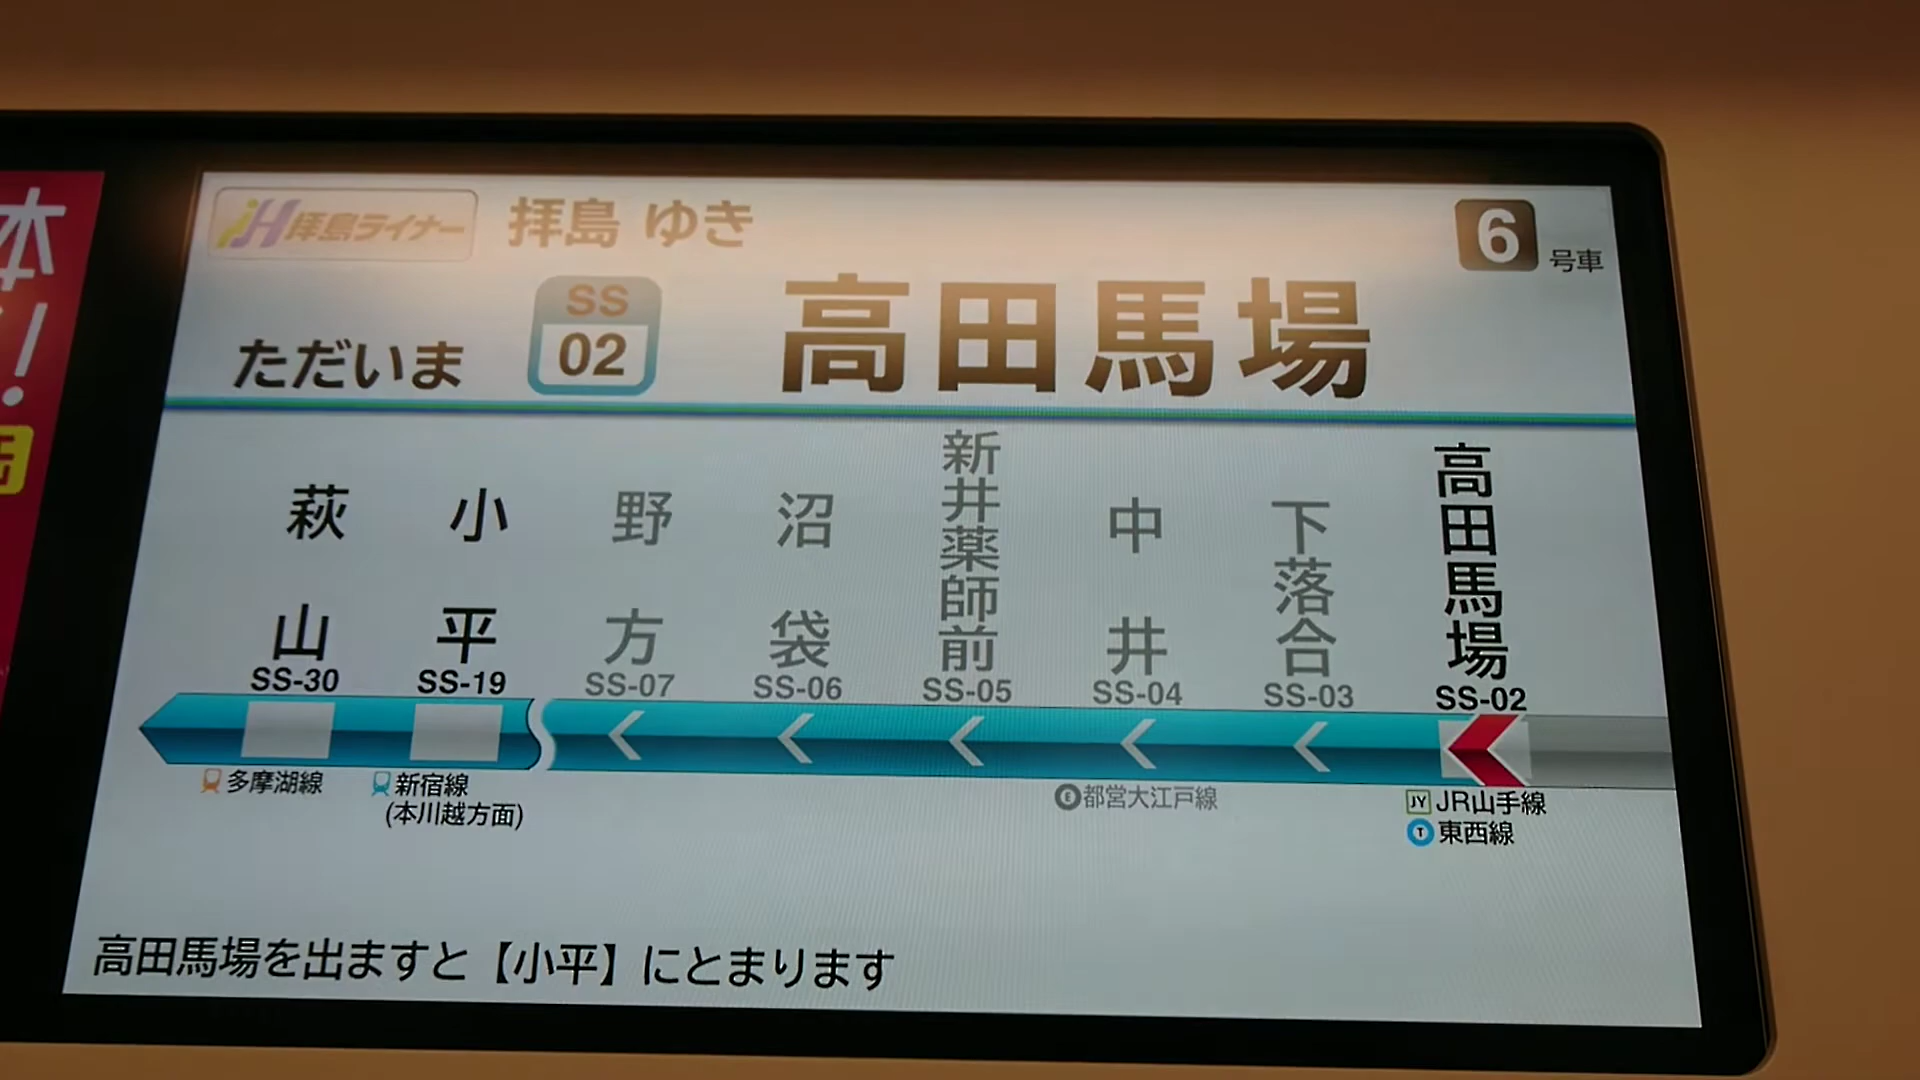 本
!
拝島ライナー 拝島 ゆき
6 号車
ただいま SS 02 高田馬場
萩山 小平 野方 沼袋 新井薬師前 中井 下落合 高田馬場
SS-30 SS-19 SS-07 SS-06 SS-05 SS-04 SS-03 SS-02
多摩湖線 新宿線 E都営大江戸線 JY JR山手線
(本川越方面) T 東西線
高田馬場を出ますと【小平】にとまります